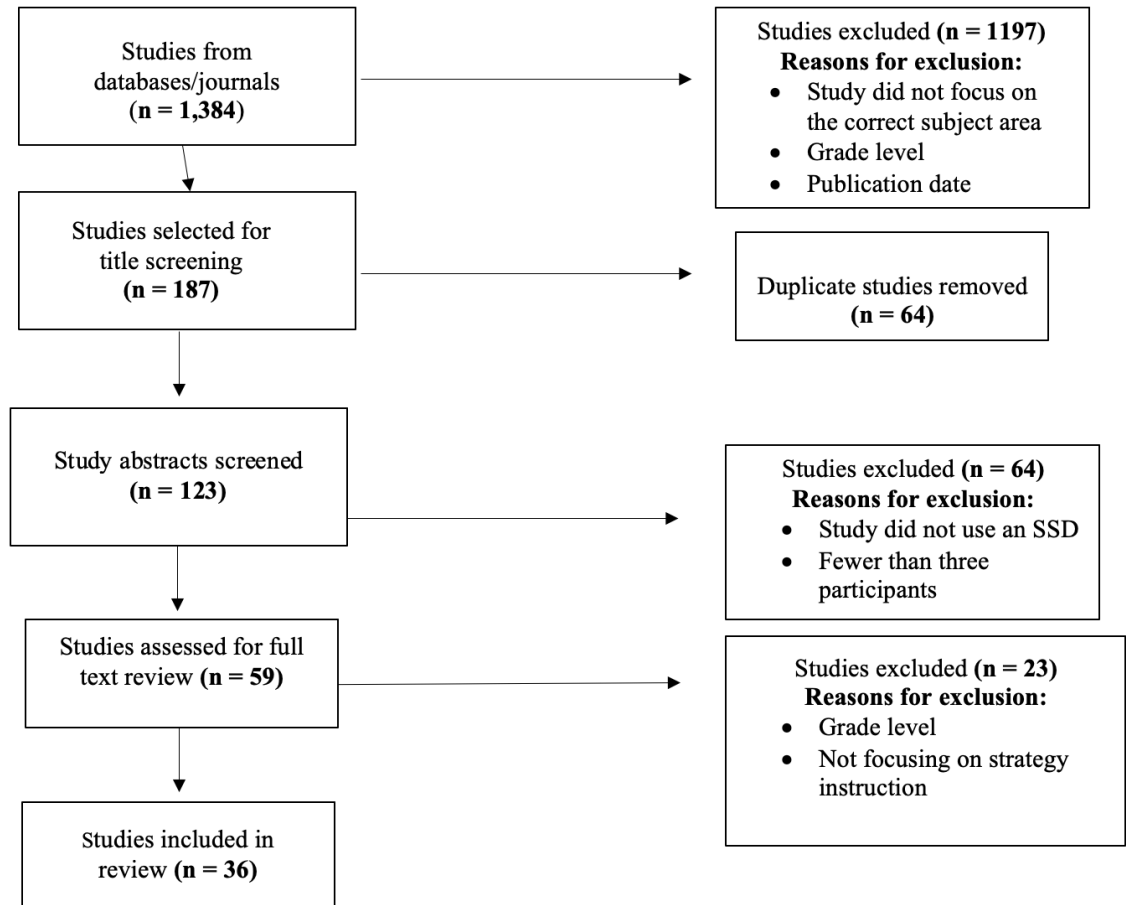 Studies from
databases/journals
(n = 1,384)
Studies excluded (n = 1197)
Reasons for exclusion:
• Study did not focus on
the correct subject area
• Grade level
• Publication date
Studies selected for
title screening
(n = 187)
Duplicate studies removed
(n = 64)
Study abstracts screened
(n = 123)
Studies excluded (n = 64)
Reasons for exclusion:
• Study did not use an SSD
• Fewer than three
participants
Studies assessed for full
text review (n = 59)
Studies excluded (n = 23)
Reasons for exclusion:
• Grade level
• Not focusing on strategy
instruction
Studies included in
review (n = 36)